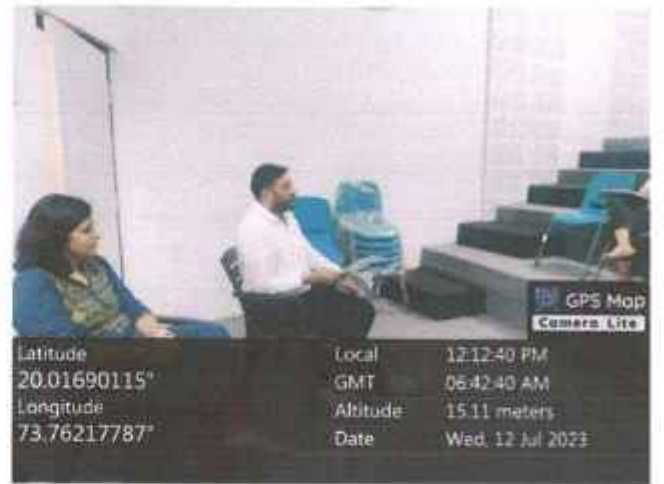 GPS Map
Camera Lite
Latitude
20.01690115°
Longitude
73.76217787°
Local 12:12:40 PM
GMT 06:42:40 AM
Altitude 15.11 meters
Date Wed, 12 Jul 2023